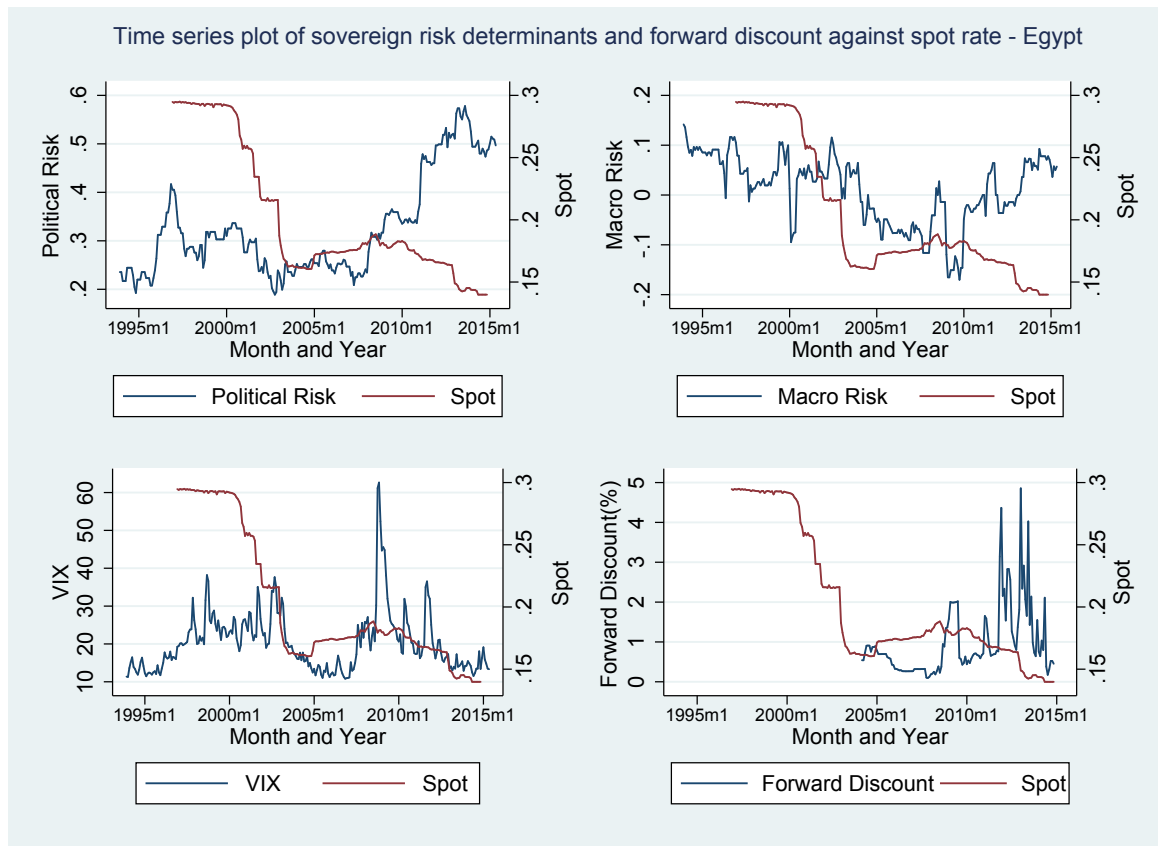 Time series plot of sovereign risk determinants and forward discount against spot rate - Egypt
Political Risk
.2 .3 .4 .5 .6
.15 .2 .25 .3
Spot
1995m1 2000m1 2005m1 2010m1 2015m1
Month and Year
Political Risk Spot
Macro Risk
-.2 -.1 0 .1 .2
.15 .2 .25 .3
Spot
1995m1 2000m1 2005m1 2010m1 2015m1
Month and Year
Macro Risk Spot
VIX
10 20 30 40 50 60
.15 .2 .25 .3
Spot
1995m1 2000m1 2005m1 2010m1 2015m1
Month and Year
VIX Spot
Forward Discount(%)
0 1 2 3 4 5
.15 .2 .25 .3
Spot
1995m1 2000m1 2005m1 2010m1 2015m1
Month and Year
Forward Discount Spot